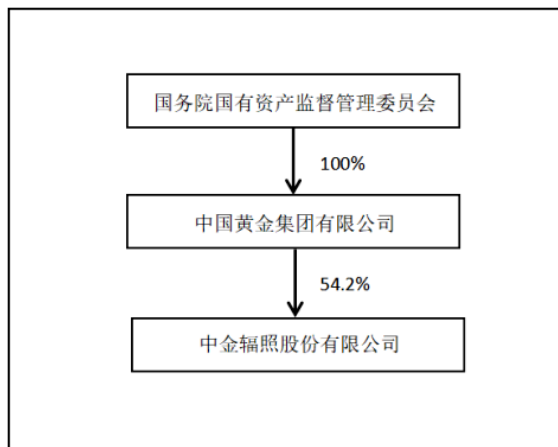 国务院国有资产监督管理委员会
100%
中国黄金集团有限公司
54.2%
中金辐照股份有限公司